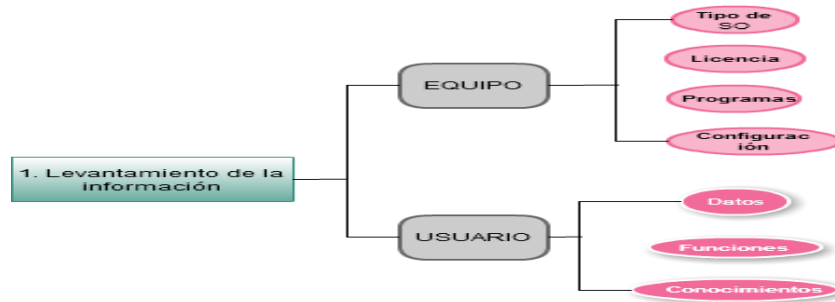 1. Levantamiento de la
información
EQUIPO
Tipo de
SO
Licencia
Programas
Configurac
ión
USUARIO
Datos
Funciones
Conocimientos